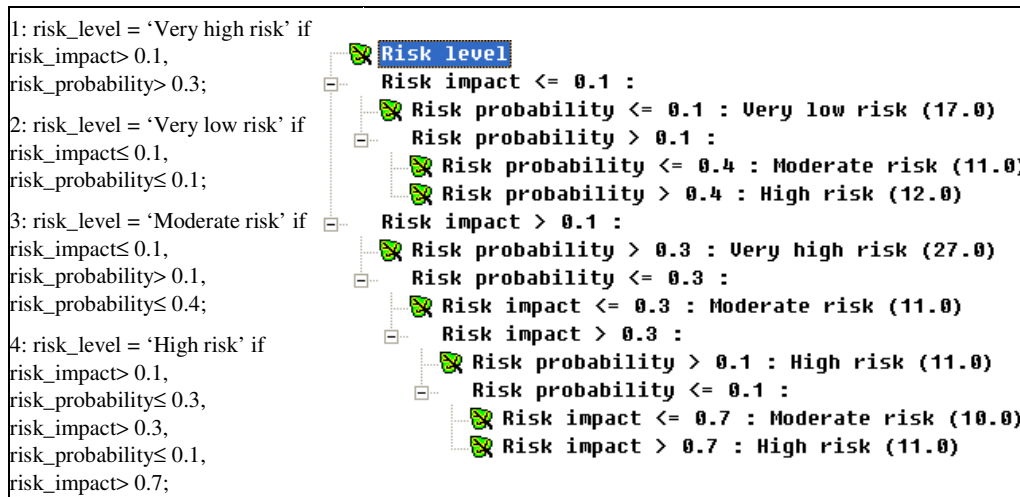 1: risk_level = ‘Very high risk’ if
risk_impact> 0.1,
risk_probability> 0.3;
2: risk_level = ‘Very low risk’ if
risk_impact≤ 0.1,
risk_probability≤ 0.1;
3: risk_level = ‘Moderate risk’ if
risk_impact≤ 0.1,
risk_probability> 0.1,
risk_probability≤ 0.4;
4: risk_level = ‘High risk’ if
risk_impact> 0.1,
risk_probability≤ 0.3,
risk_impact> 0.3,
risk_probability≤ 0.1,
risk_impact> 0.7;
Risk level
Risk impact <= 0.1 :
Risk probability <= 0.1 : Very low risk (17.0)
Risk probability > 0.1 :
Risk probability <= 0.4 : Moderate risk (11.0)
Risk probability > 0.4 : High risk (12.0)
Risk impact > 0.1 :
Risk probability > 0.3 : Very high risk (27.0)
Risk probability <= 0.3 :
Risk impact <= 0.3 : Moderate risk (11.0)
Risk impact > 0.3 :
Risk probability > 0.1 : High risk (11.0)
Risk probability <= 0.1 :
Risk impact <= 0.7 : Moderate risk (10.0)
Risk impact > 0.7 : High risk (11.0)